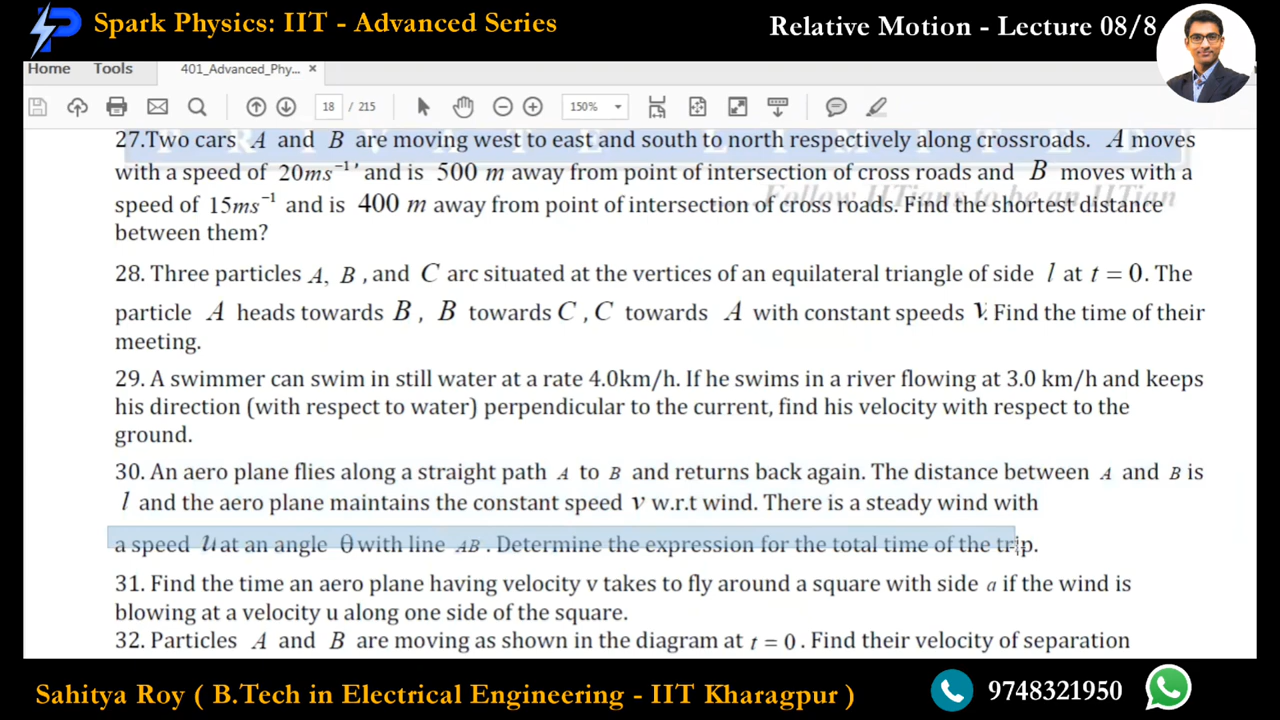 Spark Physics: IIT - Advanced Series
Relative Motion - Lecture 08/8
Home Tools 401_Advanced_Phy... ×
18 / 215 150%
27.Two cars A and B are moving west to east and south to north respectively along crossroads. A moves
with a speed of 20ms⁻¹ and is 500 m away from point of intersection of cross roads and B moves with a
Follow IITians to be an IITian
speed of 15ms⁻¹ and is 400 m away from point of intersection of cross roads. Find the shortest distance
between them?
28. Three particles A, B, and C arc situated at the vertices of an equilateral triangle of side l at t = 0. The
particle A heads towards B, B towards C, C towards A with constant speeds v. Find the time of their
meeting.
29. A swimmer can swim in still water at a rate 4.0km/h. If he swims in a river flowing at 3.0 km/h and keeps
his direction (with respect to water) perpendicular to the current, find his velocity with respect to the
ground.
30. An aero plane flies along a straight path A to B and returns back again. The distance between A and B is
l and the aero plane maintains the constant speed v w.r.t wind. There is a steady wind with
a speed u at an angle θ with line AB. Determine the expression for the total time of the trip.
31. Find the time an aero plane having velocity v takes to fly around a square with side a if the wind is
blowing at a velocity u along one side of the square.
32. Particles A and B are moving as shown in the diagram at t = 0. Find their velocity of separation
Sahitya Roy ( B.Tech in Electrical Engineering - IIT Kharagpur )
9748321950